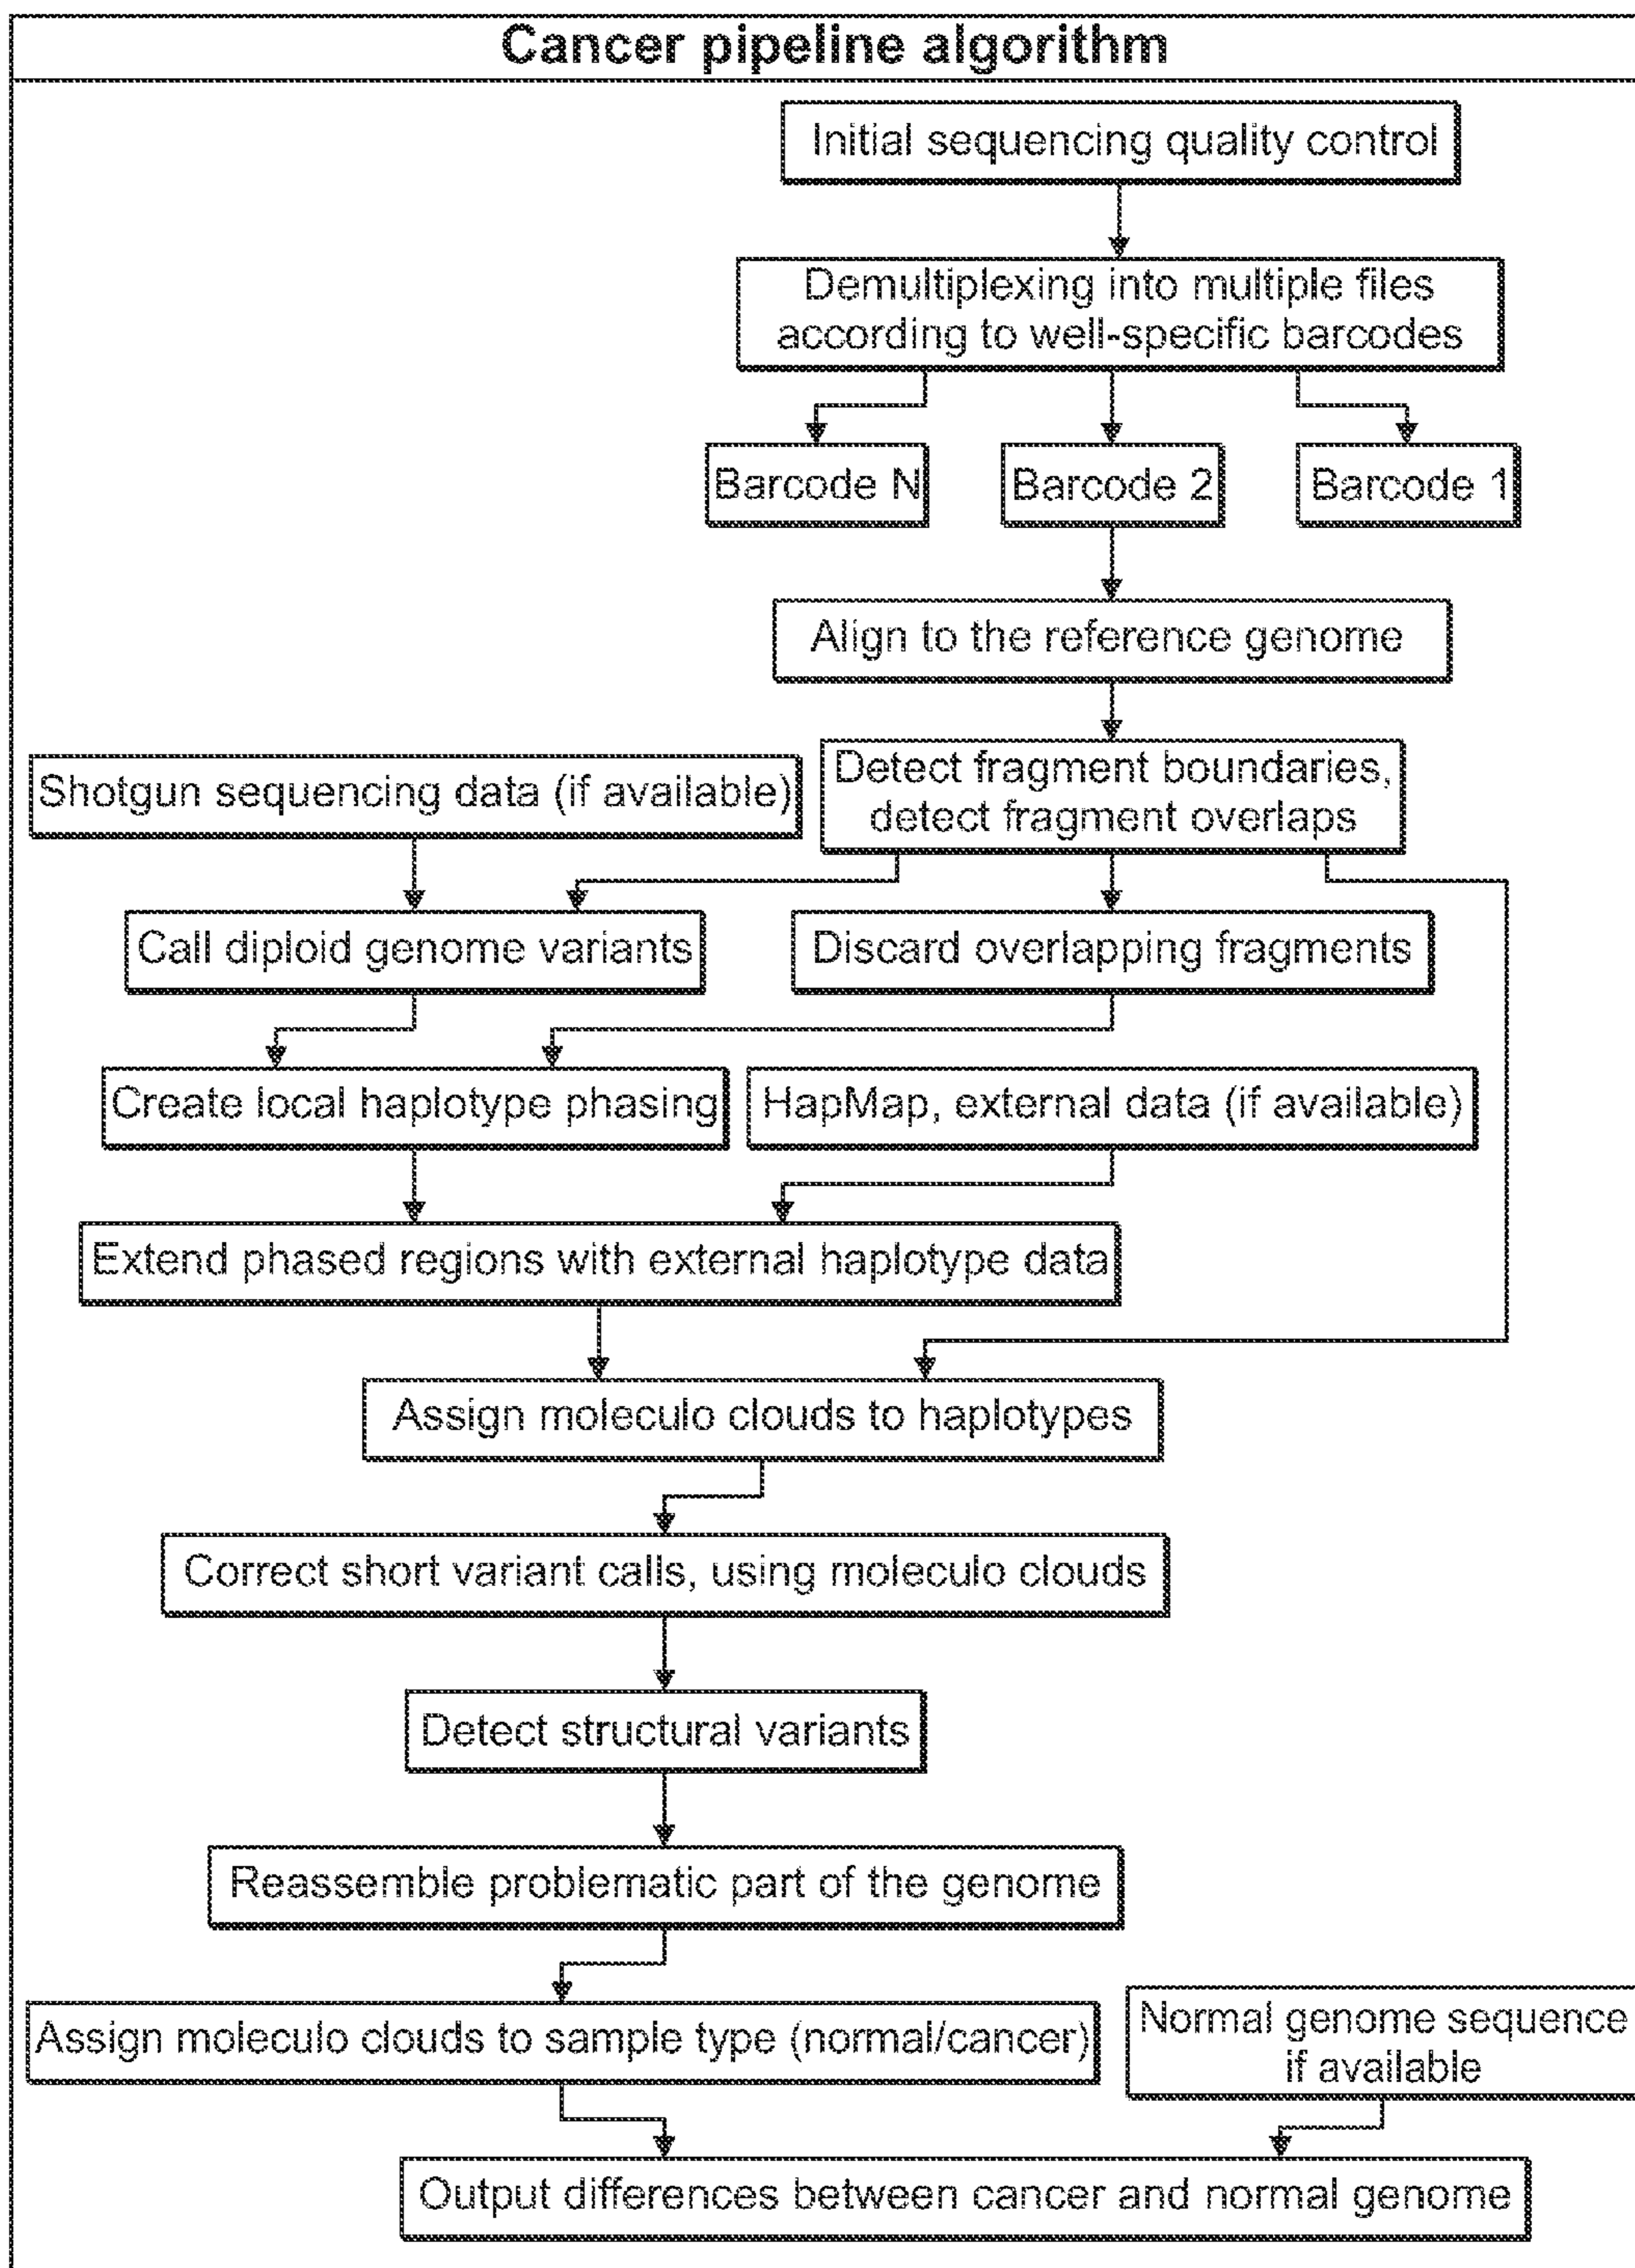 Cancer pipeline algorithm
Initial sequencing quality control
Demultiplexing into multiple files
according to well-specific barcodes
Barcode N
Barcode 2
Barcode 1
Align to the reference genome
Shotgun sequencing data (if available)
Detect fragment boundaries,
detect fragment overlaps
Call diploid genome variants
Discard overlapping fragments
Create local haplotype phasing
HapMap, external data (if available)
Extend phased regions with external haplotype data
Assign moleculo clouds to haplotypes
Correct short variant calls, using moleculo clouds
Detect structural variants
Reassemble problematic part of the genome
Assign moleculo clouds to sample type (normal/cancer)
Normal genome sequence
if available
Output differences between cancer and normal genome